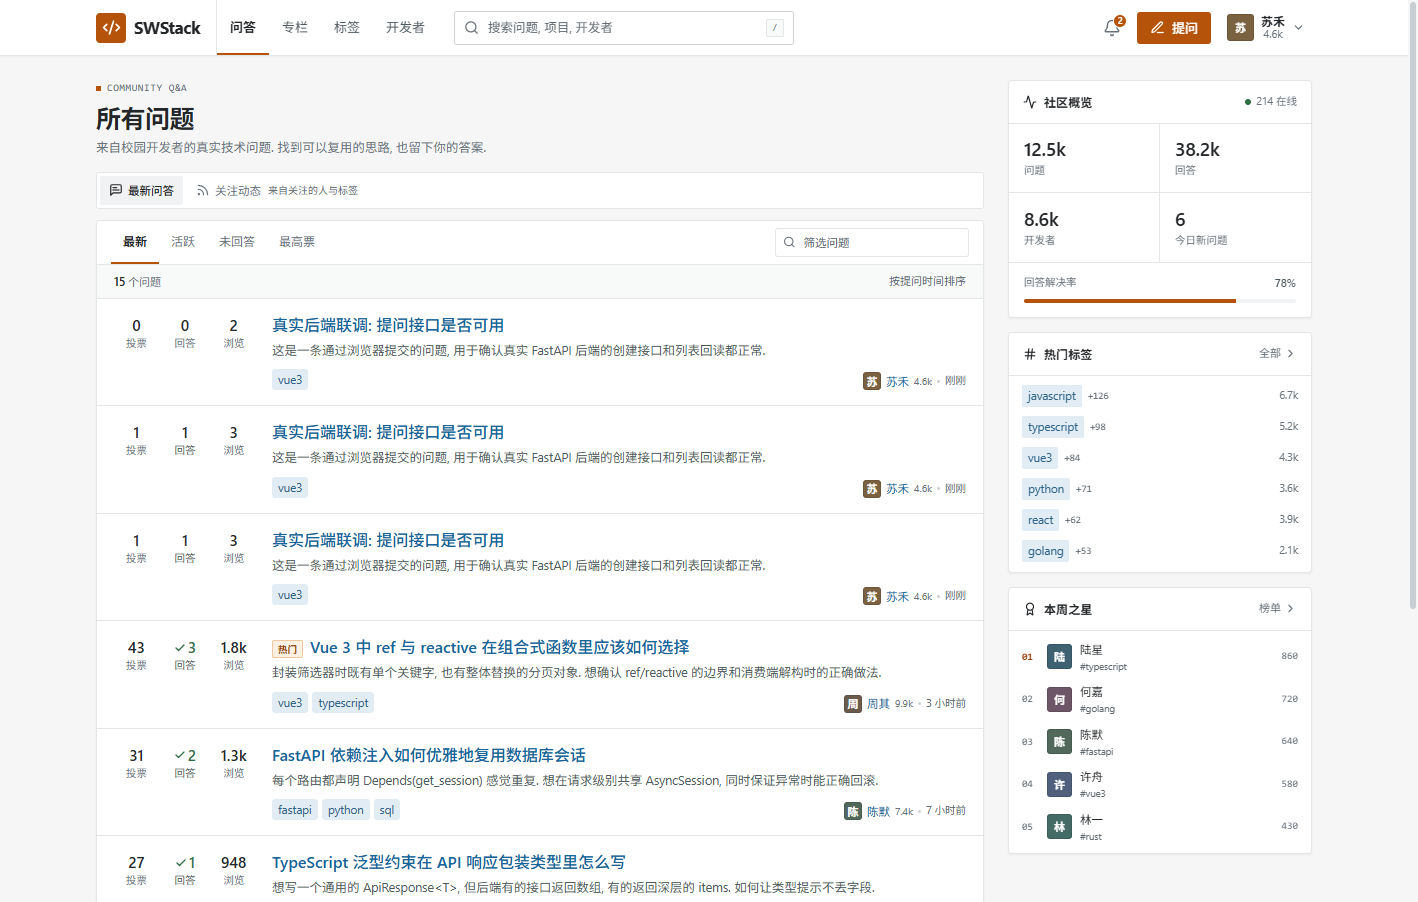 SWStack
问答
专栏
标签
开发者
搜索问题, 项目, 开发者
/
2
提问
苏
苏禾
4.6k
COMMUNITY Q&A
所有问题
来自校园开发者的真实技术问题. 找到可以复用的思路, 也留下你的答案.
最新问答
关注动态 来自关注的人与标签
最新
活跃
未回答
最高票
筛选问题
15 个问题
按提问时间排序
0 投票
0 回答
2 浏览
真实后端联调: 提问接口是否可用
这是一条通过浏览器提交的问题, 用于确认真实 FastAPI 后端的创建接口和列表回读都正常.
vue3
苏 苏禾 4.6k • 刚刚
1 投票
1 回答
3 浏览
真实后端联调: 提问接口是否可用
这是一条通过浏览器提交的问题, 用于确认真实 FastAPI 后端的创建接口和列表回读都正常.
vue3
苏 苏禾 4.6k • 刚刚
1 投票
1 回答
3 浏览
真实后端联调: 提问接口是否可用
这是一条通过浏览器提交的问题, 用于确认真实 FastAPI 后端的创建接口和列表回读都正常.
vue3
苏 苏禾 4.6k • 刚刚
43 投票
3 回答
1.8k 浏览
热门 Vue 3 中 ref 与 reactive 在组合式函数里应该如何选择
封装筛选器时既有单个关键字, 也有整体替换的分页对象. 想确认 ref/reactive 的边界和消费端解构时的正确做法.
vue3 typescript
周 周其 9.9k • 3 小时前
31 投票
2 回答
1.3k 浏览
FastAPI 依赖注入如何优雅地复用数据库会话
每个路由都声明 Depends(get_session) 感觉重复. 想在请求级别共享 AsyncSession, 同时保证异常时能正确回滚.
fastapi python sql
陈 陈默 7.4k • 7 小时前
27 投票
1 回答
948 浏览
TypeScript 泛型约束在 API 响应包装类型里怎么写
想写一个通用的 ApiResponse<T>, 但后端有的接口返回数组, 有的返回深层的 items. 如何让类型提示不丢字段.
社区概览
214 在线
12.5k
问题
38.2k
回答
8.6k
开发者
6
今日新问题
回答解决率
78%
热门标签
全部
javascript +126 6.7k
typescript +98 5.2k
vue3 +84 4.3k
python +71 3.6k
react +62 3.9k
golang +53 2.1k
本周之星
榜单
01 陆 陆星 #typescript 860
02 何 何嘉 #golang 720
03 陈 陈默 #fastapi 640
04 许 许舟 #vue3 580
05 林 林一 #rust 430